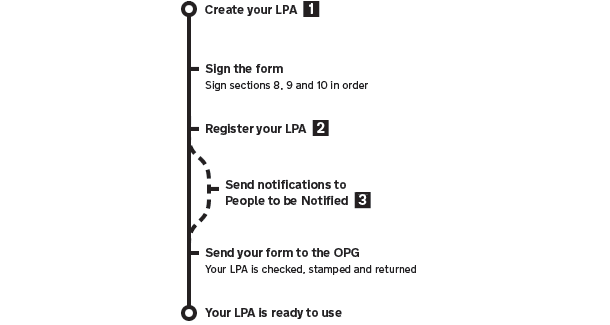 Create your LPA 1
Sign the form
Sign sections 8, 9 and 10 in order
Register your LPA 2
Send notifications to
People to be Notified 3
Send your form to the OPG
Your LPA is checked, stamped and returned
Your LPA is ready to use